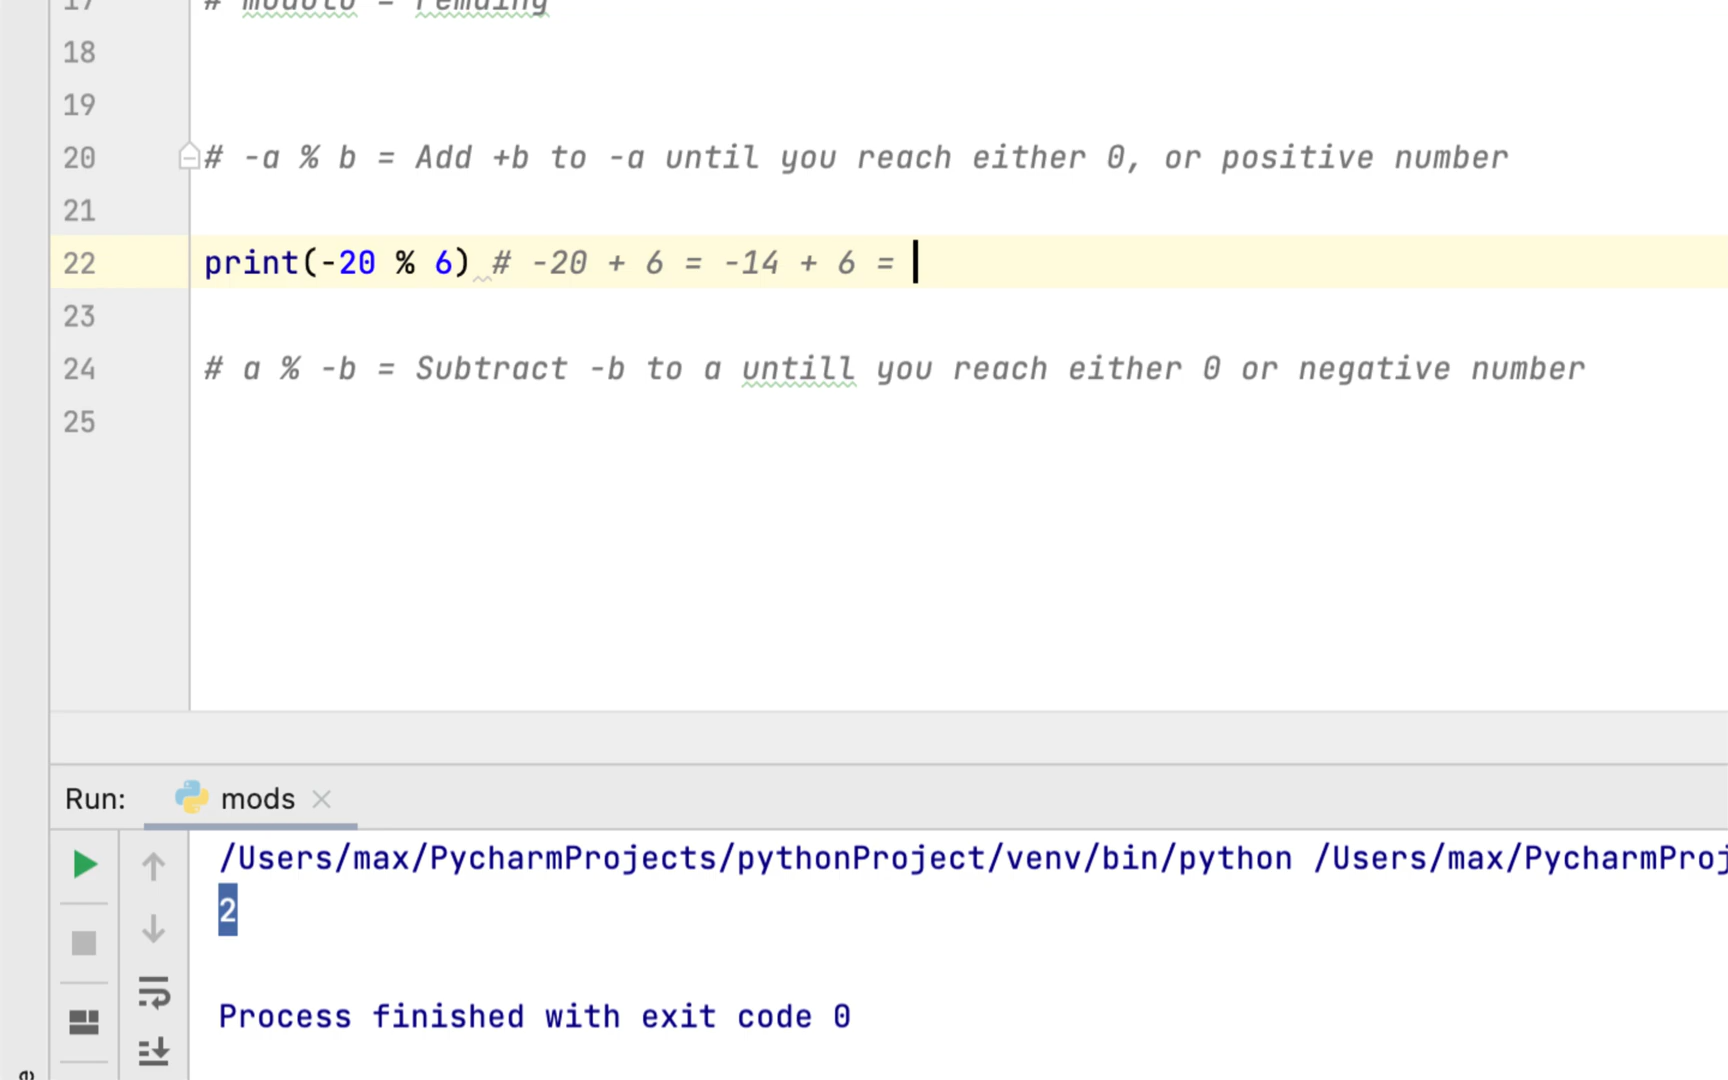 17 # modulo = remaing
18
19
20 # -a % b = Add +b to -a until you reach either 0, or positive number
21
22 print(-20 % 6) # -20 + 6 = -14 + 6 =
23
24 # a % -b = Subtract -b to a untill you reach either 0 or negative number
25
Run: mods
/Users/max/PycharmProjects/pythonProject/venv/bin/python /Users/max/PycharmProj
2
Process finished with exit code 0